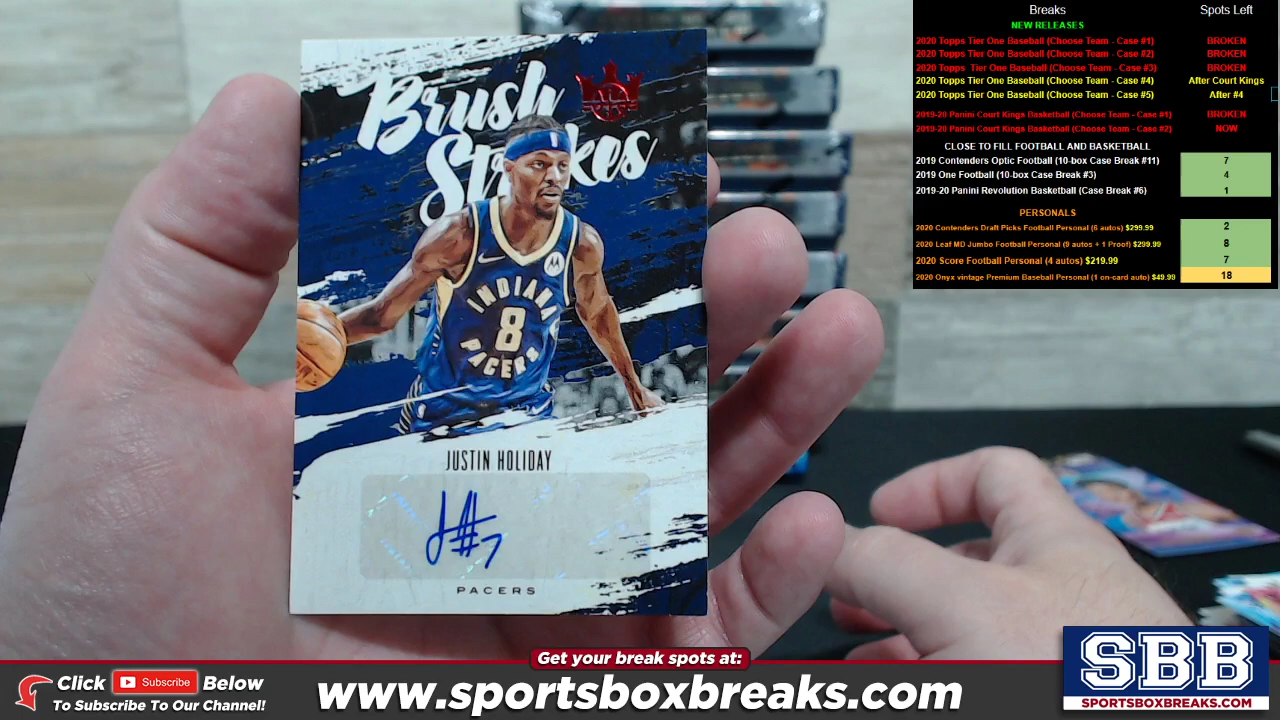 Brush
Strokes
INDIANA
8
PACERS
JUSTIN HOLIDAY
PACERS
Breaks Spots Left
NEW RELEASES
2020 Topps Tier One Baseball (Choose Team - Case #1) BROKEN
2020 Topps Tier One Baseball (Choose Team - Case #2) BROKEN
2020 Topps Tier One Baseball (Choose Team - Case #3) BROKEN
2020 Topps Tier One Baseball (Choose Team - Case #4) After Court Kings
2020 Topps Tier One Baseball (Choose Team - Case #5) After #4
2019-20 Panini Court Kings Basketball (Choose Team - Case #1) BROKEN
2019-20 Panini Court Kings Basketball (Choose Team - Case #2) NOW
CLOSE TO FILL FOOTBALL AND BASKETBALL
2019 Contenders Optic Football (10-box Case Break #11) 7
2019 One Football (10-box Case Break #3) 4
2019-20 Panini Revolution Basketball (Case Break #6) 1
PERSONALS
2020 Contenders Draft Picks Football Personal (6 autos) $299.99 2
2020 Leaf MD Jumbo Football Personal (9 autos + 1 Proof) $299.99 8
2020 Score Football Personal (4 autos) $219.99 7
2020 Onyx vintage Premium Baseball Personal (1 on-card auto) $49.99 18
Get your break spots at:
Click Subscribe Below
To Subscribe To Our Channel!
www.sportsboxbreaks.com
SBB
SPORTSBOXBREAKS.COM